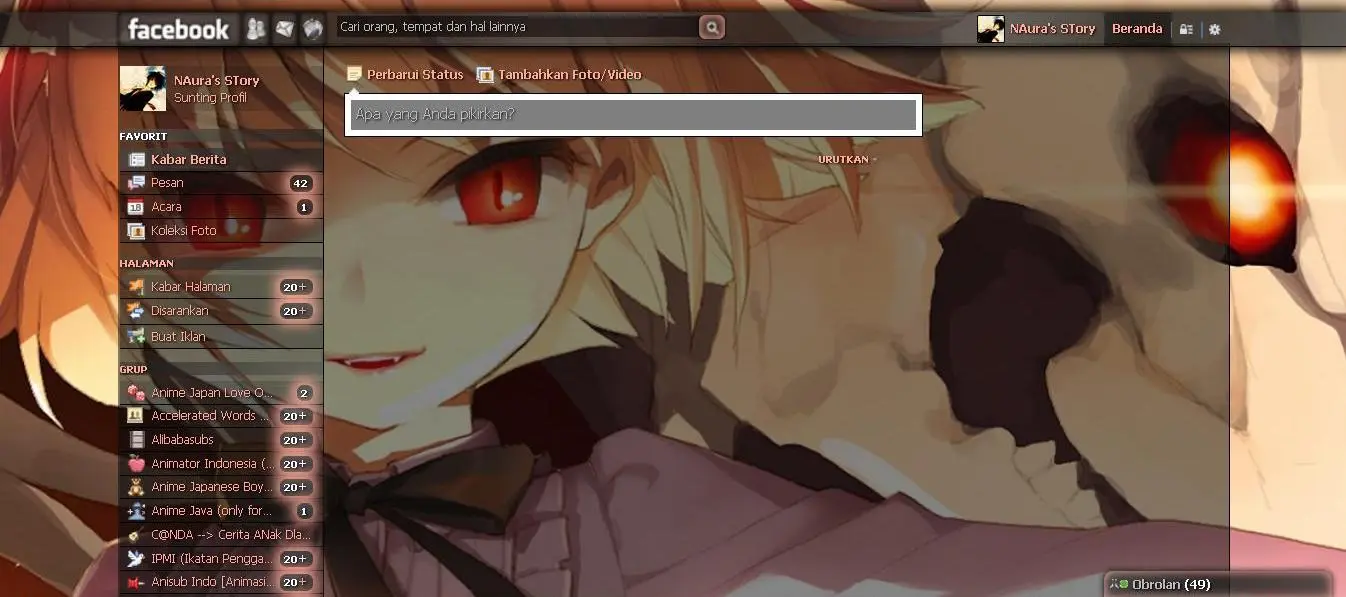 facebook
Cari orang, tempat dan hal lainnya
NAura's STory
Beranda
NAura's STory
Sunting Profil
Perbarui Status
Tambahkan Foto/Video
Apa yang Anda pikirkan?
URUTKAN
FAVORIT
Kabar Berita
Pesan 42
Acara 1
Koleksi Foto
HALAMAN
Kabar Halaman 20+
Disarankan 20+
Buat Iklan
GRUP
Anime Japan Love O... 2
Accelerated Words ... 20+
Alibabasubs 20+
Animator Indonesia (... 20+
Anime Japanese Boy... 20+
Anime Java (only for... 1
C@NDA --> Cerita ANak Dla...
IPMI (Ikatan Pengga... 20+
Anisub Indo [Animasi... 20+
Obrolan (49)